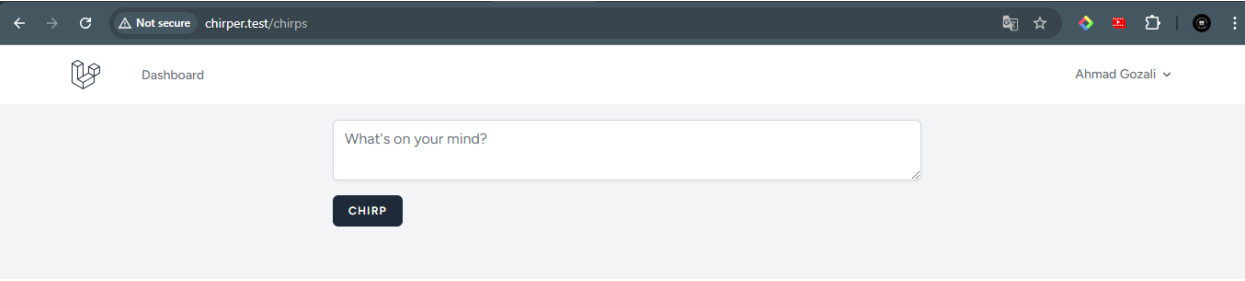 Not secure chirper.test/chirps
Dashboard Ahmad Gozali
What's on your mind?
CHIRP